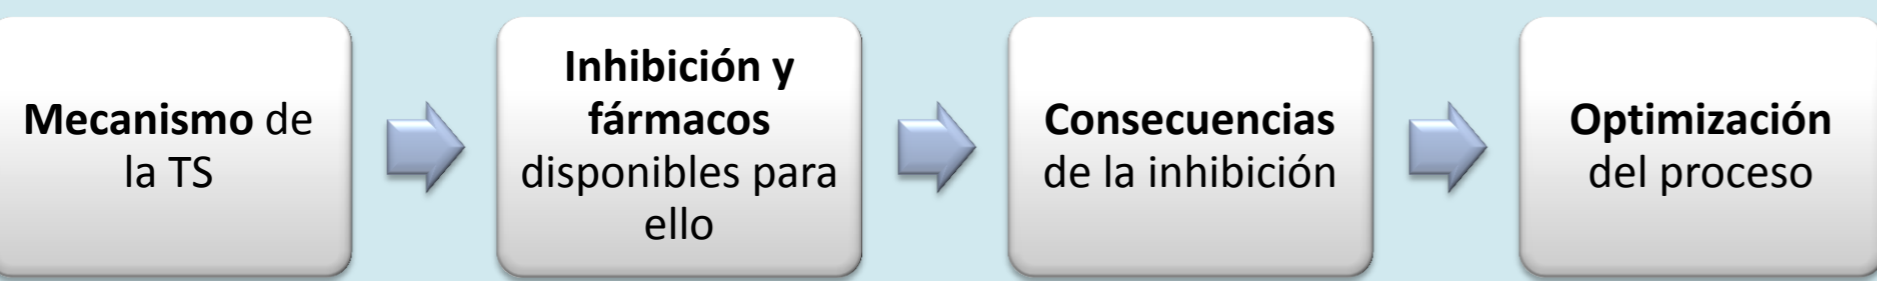 Mecanismo de
la TS
Inhibición y
fármacos
disponibles para
ello
Consecuencias
de la inhibición
Optimización
del proceso